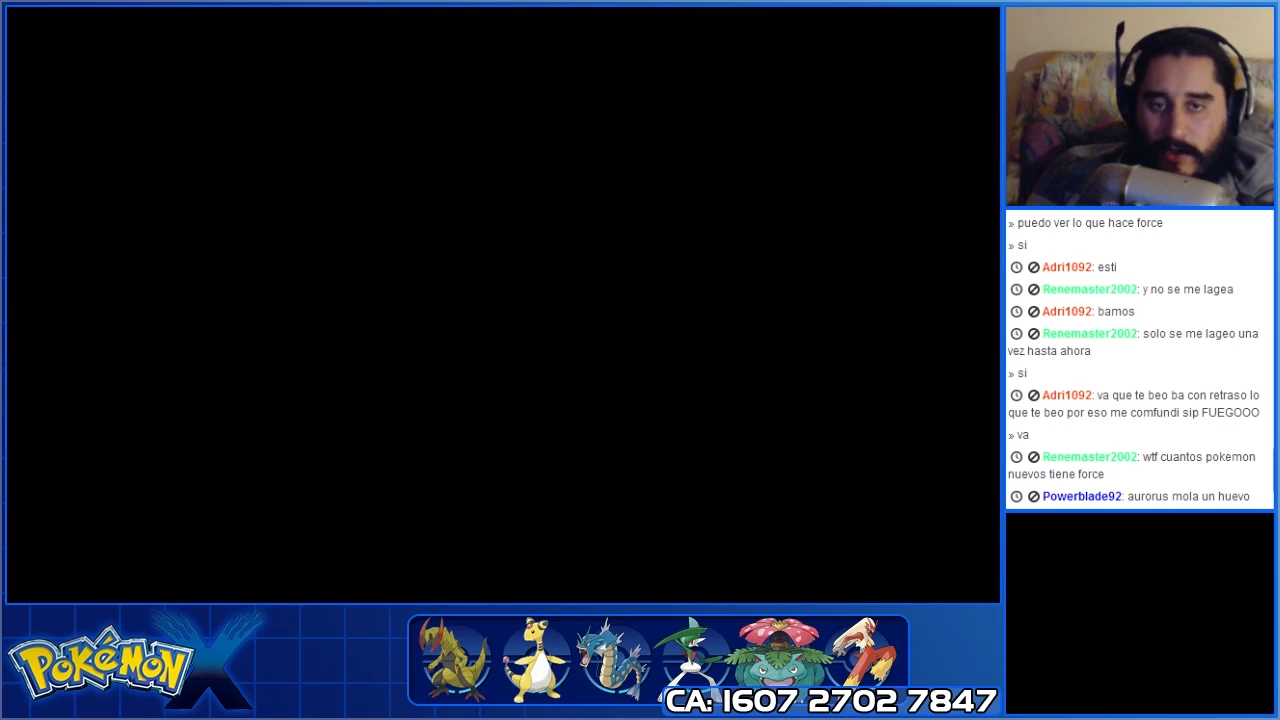 » puedo ver lo que hace force
» si
Adri1092: esti
Renemaster2002: y no se me lagea
Adri1092: bamos
Renemaster2002: solo se me lageo una
vez hasta ahora
» si
Adri1092: va que te beo ba con retraso lo
que te beo por eso me comfundi sip FUEGOOO
» va
Renemaster2002: wtf cuantos pokemon
nuevos tiene force
Powerblade92: aurorus mola un huevo
POKéMON X
CA: 1607 2702 7847